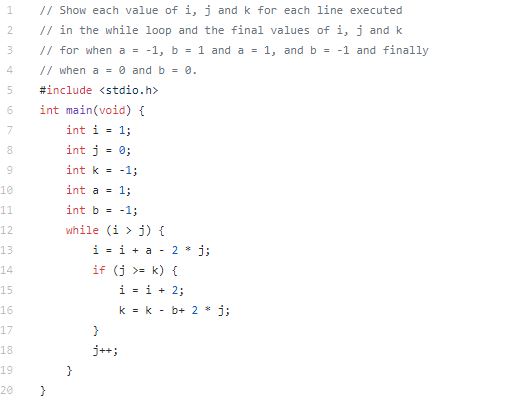 1 // Show each value of i, j and k for each line executed
2 // in the while loop and the final values of i, j and k
3 // for when a = -1, b = 1 and a = 1, and b = -1 and finally
4 // when a = 0 and b = 0.
5 #include <stdio.h>
6 int main(void) {
7     int i = 1;
8     int j = 0;
9     int k = -1;
10     int a = 1;
11     int b = -1;
12     while (i > j) {
13         i = i + a - 2 * j;
14         if (j >= k) {
15             i = i + 2;
16             k = k - b+ 2 * j;
17         }
18         j++;
19     }
20 }